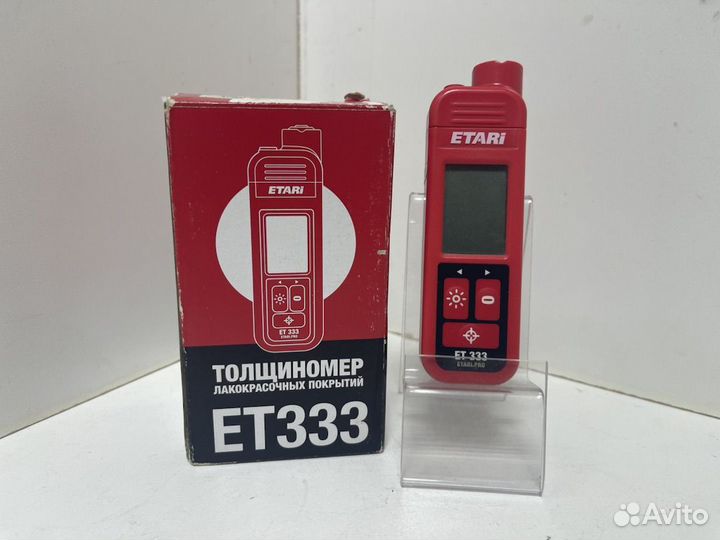 ETARI
ET 333
ETARI.PRO
ТОЛЩИНОМЕР
ЛАКОКРАСОЧНЫХ ПОКРЫТИЙ
ET333
ETARI
ET 333
ETARI.PRO
Avito